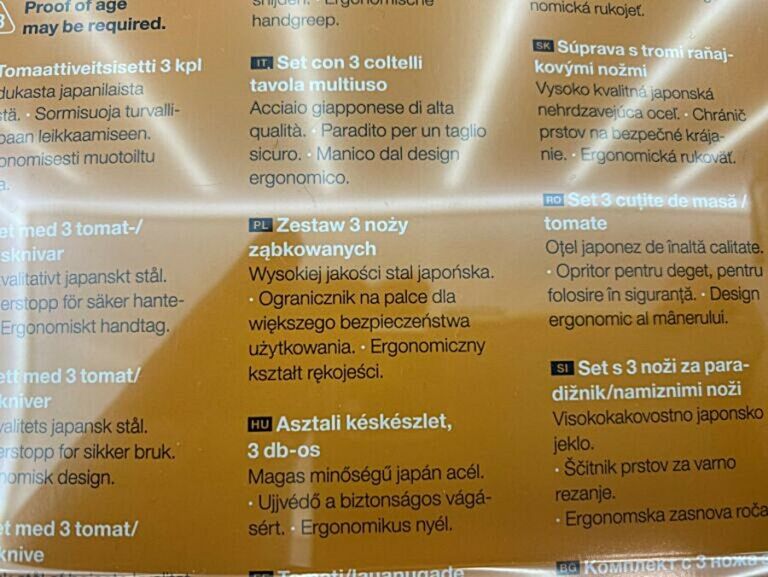 Proof of age
may be required.
Tomaattiveitsisetti 3 kpl
dukasta japanilaista
stä. · Sormisuoja turvalli-
paan leikkaamiseen.
onomisesti muotoiltu
a.
et med 3 tomat-/
sknivar
valitativt japanskt stål.
erstopp för säker hante-
Ergonomiskt handtag.
ett med 3 tomat/
kniver
valitets japansk stål.
erstopp for sikker bruk.
nomisk design.
et med 3 tomat/
knive
handgreep.
IT Set con 3 coltelli
tavola multiuso
Acciaio giapponese di alta
qualità. · Paradito per un taglio
sicuro. · Manico dal design
ergonomico.
PL Zestaw 3 noży
ząbkowanych
Wysokiej jakości stal japońska.
· Ogranicznik na palce dla
większego bezpieczeństwa
użytkowania. · Ergonomiczny
kształt rękojeści.
HU Asztali késkészlet,
3 db-os
Magas minőségű japán acél.
· Ujjvédő a biztonságos vágá-
sért. · Ergonomikus nyél.
nomická rukojeť.
SK Súprava s tromi raňaj-
kovými nožmi
Vysoko kvalitná japonská
nehrdzavejúca oceľ. · Chránič
prstov na bezpečné krája-
nie. · Ergonomická rukoväť.
RO Set 3 cuțite de masă /
tomate
Oțel japonez de înaltă calitate.
· Opritor pentru deget, pentru
folosire în siguranță. · Design
ergonomic al mânerului.
SI Set s 3 noži za para-
dižnik/namiznimi noži
Visokokakovostno japonsko
jeklo.
· Ščitnik prstov za varno
rezanje.
· Ergonomska zasnova roča
BG Комплект с 3 ножа